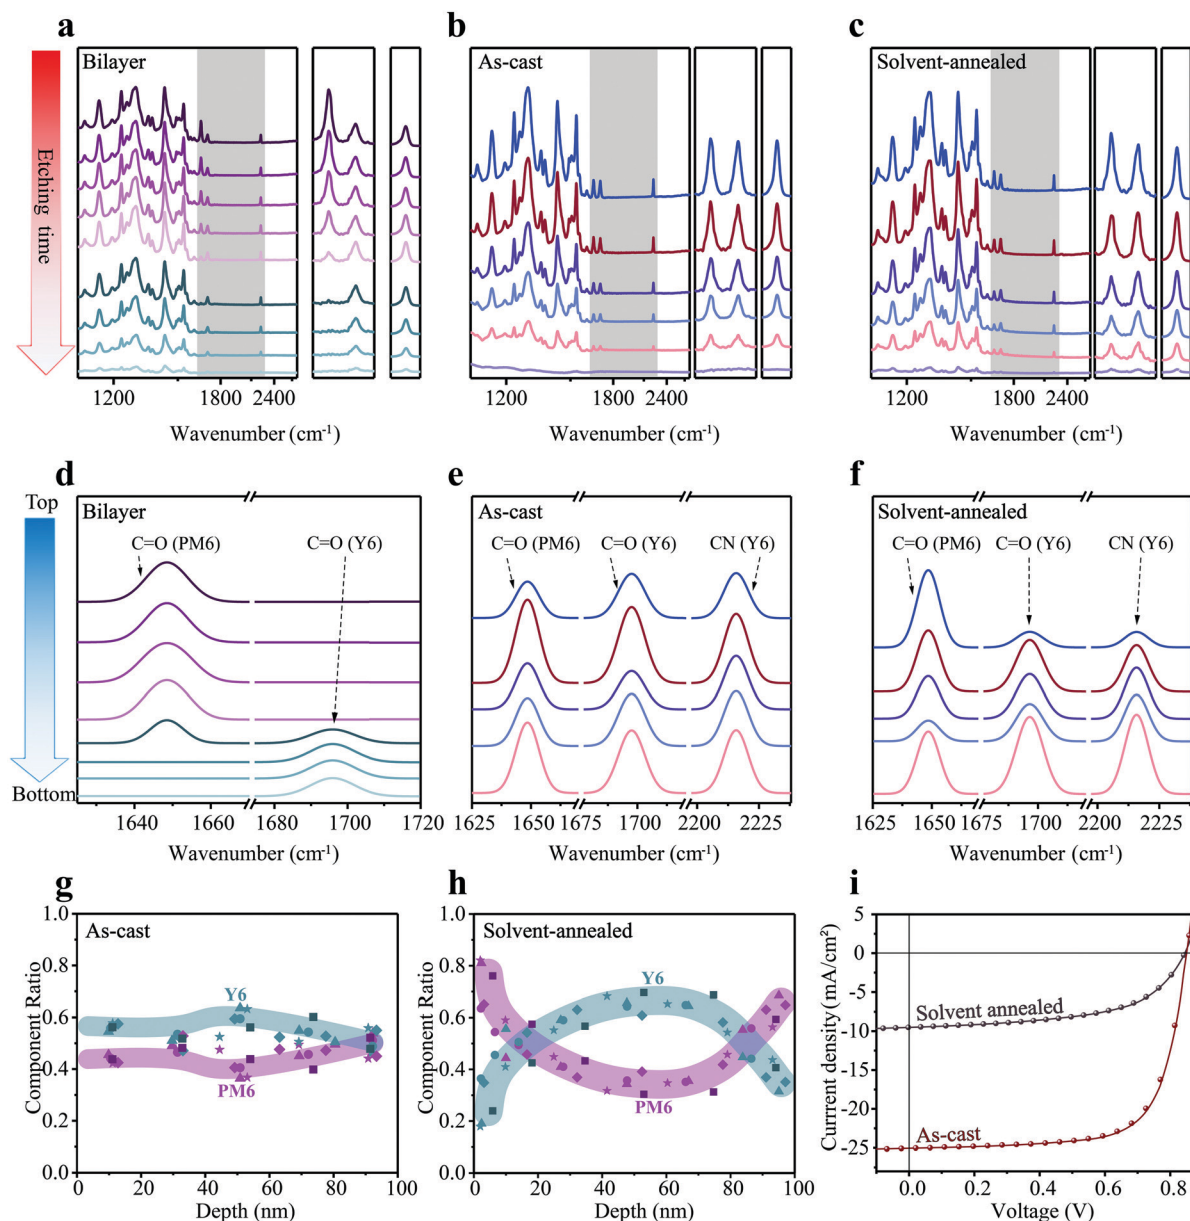 a
b
c
Bilayer
As-cast
Solvent-annealed
Etching time
1200 1800 2400
1200 1800 2400
1200 1800 2400
Wavenumber (cm-1)
Wavenumber (cm-1)
Wavenumber (cm-1)
d
e
f
Top
Bottom
Bilayer
C=O (PM6)
C=O (Y6)
As-cast
C=O (PM6)
C=O (Y6)
CN (Y6)
Solvent-annealed
C=O (PM6)
C=O (Y6)
CN (Y6)
1640 1660 1680 1700 1720
1625 1650 1675 1700 2200 2225
1625 1650 1675 1700 2200 2225
Wavenumber (cm-1)
Wavenumber (cm-1)
Wavenumber (cm-1)
g
As-cast
Y6
PM6
Component Ratio
1.0
0.8
0.6
0.4
0.2
0.0
0 20 40 60 80 100
Depth (nm)
h
Solvent-annealed
Y6
PM6
Component Ratio
1.0
0.8
0.6
0.4
0.2
0.0
0 20 40 60 80 100
Depth (nm)
i
Solvent annealed
As-cast
Currrent density(mA/cm²)
5
0
-5
-10
-15
-20
-25
0.0 0.2 0.4 0.6 0.8
Voltage (V)